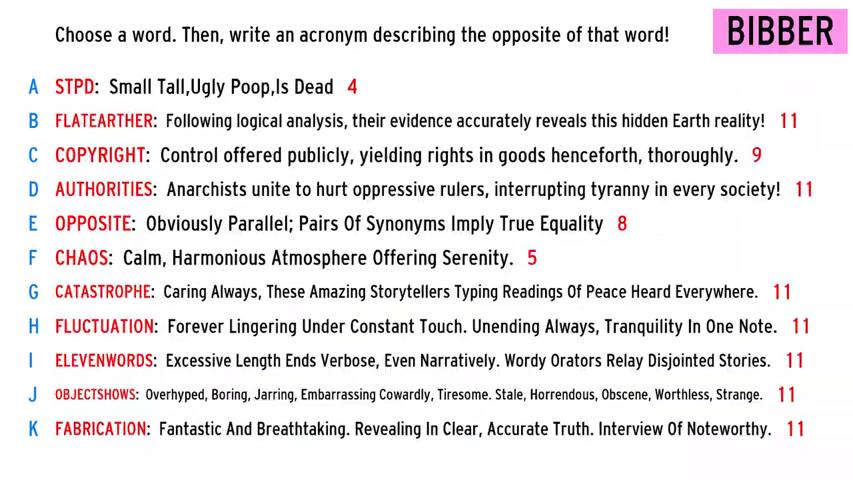 Choose a word. Then, write an acronym describing the opposite of that word!
BIBBER
A STPD: Small Tall,Ugly Poop,Is Dead 4
B FLATEARTHER: Following logical analysis, their evidence accurately reveals this hidden Earth reality! 11
C COPYRIGHT: Control offered publicly, yielding rights in goods henceforth, thoroughly. 9
D AUTHORITIES: Anarchists unite to hurt oppressive rulers, interrupting tyranny in every society! 11
E OPPOSITE: Obviously Parallel; Pairs Of Synonyms Imply True Equality 8
F CHAOS: Calm, Harmonious Atmosphere Offering Serenity. 5
G CATASTROPHE: Caring Always, These Amazing Storytellers Typing Readings Of Peace Heard Everywhere. 11
H FLUCTUATION: Forever Lingering Under Constant Touch. Unending Always, Tranquility In One Note. 11
I ELEVENWORDS: Excessive Length Ends Verbose, Even Narratively. Wordy Orators Relay Disjointed Stories. 11
J OBJECTSHOWS: Overhyped, Boring, Jarring, Embarrassing Cowardly, Tiresome. Stale, Horrendous, Obscene, Worthless, Strange. 11
K FABRICATION: Fantastic And Breathtaking. Revealing In Clear, Accurate Truth. Interview Of Noteworthy. 11